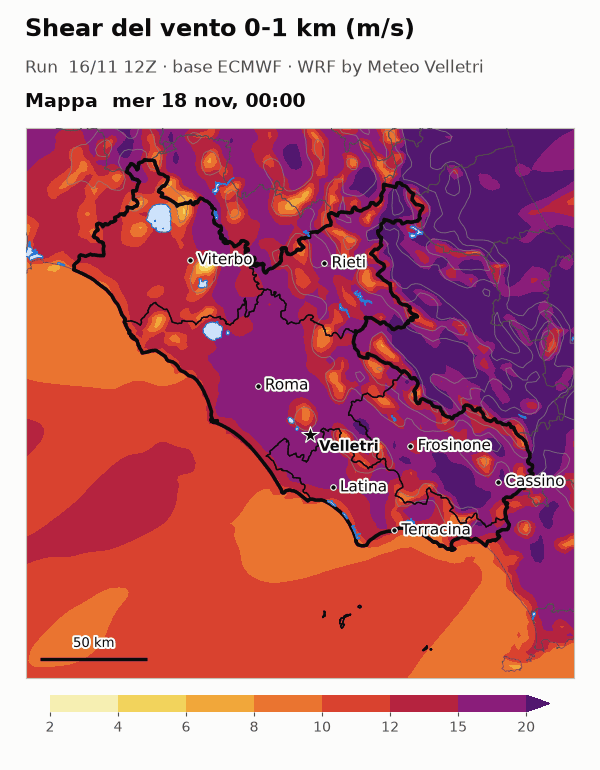 Shear del vento 0-1 km (m/s)
Run  16/11 12Z · base ECMWF · WRF by Meteo Velletri
Mappa  mer 18 nov, 00:00
Viterbo
Rieti
Roma
Velletri
Frosinone
Cassino
Latina
Terracina
50 km
2 4 6 8 10 12 15 20